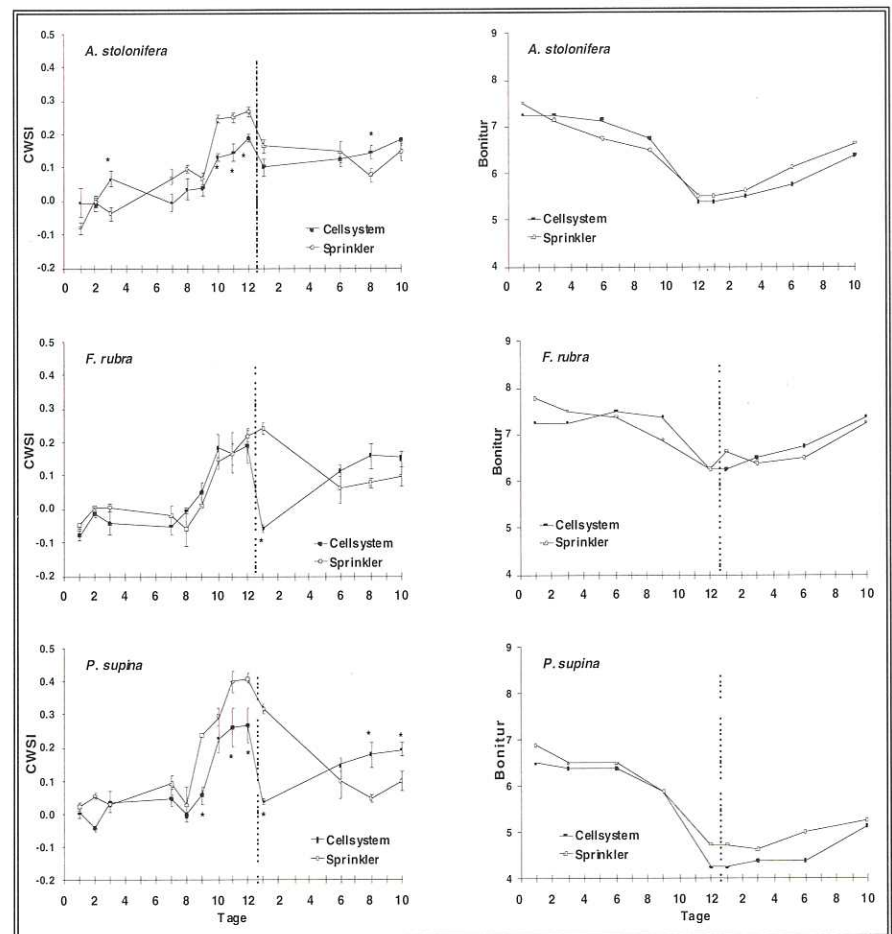 A. stolonifera
0.5
0.4
0.3
0.2
0.1
0.0
-0.1
-0.2
CWSI
*
* * *
*
Cellsystem
Sprinkler
0 2 4 6 8 10 12 2 4 6 8 10
A. stolonifera
9
8
7
6
5
4
Bonitur
Cellsystem
Sprinkler
0 2 4 6 8 10 12 2 4 6 8 10
F. rubra
0.5
0.4
0.3
0.2
0.1
0.0
-0.1
-0.2
CWSI
*
Cellsystem
Sprinkler
0 2 4 6 8 10 12 2 4 6 8 10
F. rubra
9
8
7
6
5
4
Bonitur
Cellsystem
Sprinkler
0 2 4 6 8 10 12 2 4 6 8 10
P. supina
0.5
0.4
0.3
0.2
0.1
0.0
-0.1
-0.2
CWSI
* * * *
* *
Cellsystem
Sprinkler
0 2 4 6 8 10 12 2 4 6 8 10
Tage
P. supina
9
8
7
6
5
4
Bonitur
Cellsystem
Sprinkler
0 2 4 6 8 10 12 2 4 6 8 10
Tage